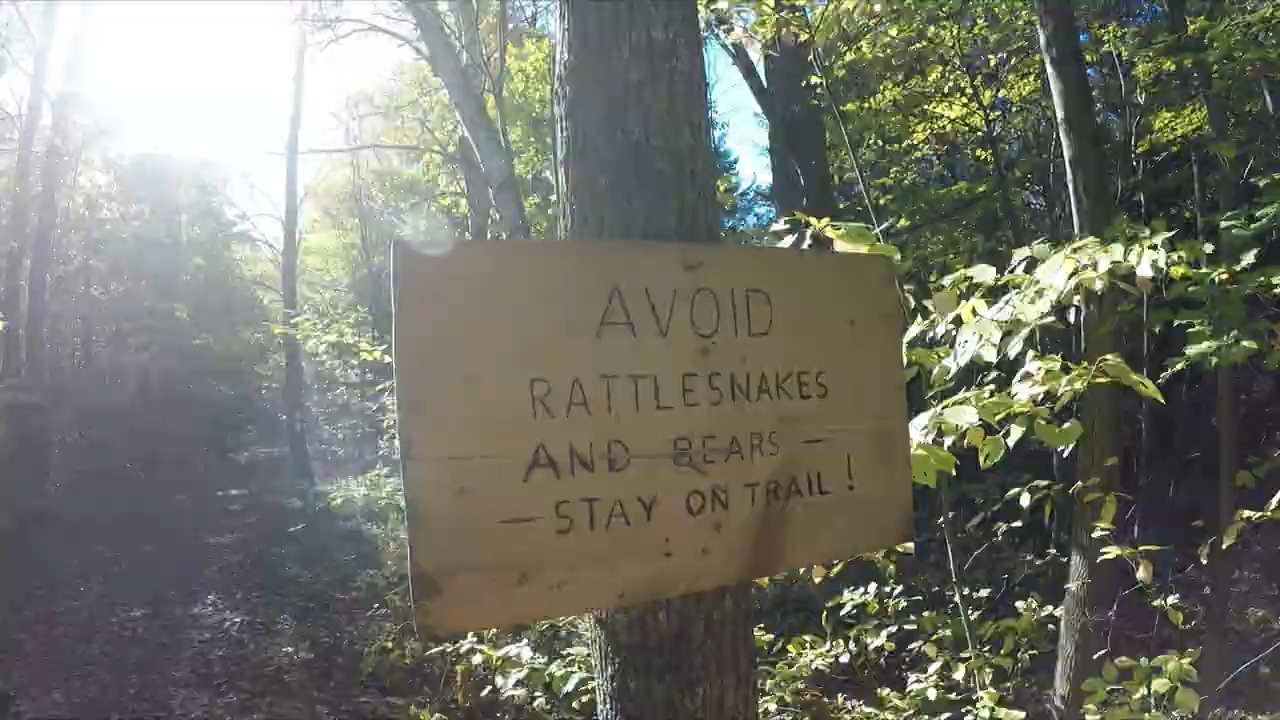 AVOID
RATTLESNAKES
AND BEARS —
— STAY ON TRAIL!